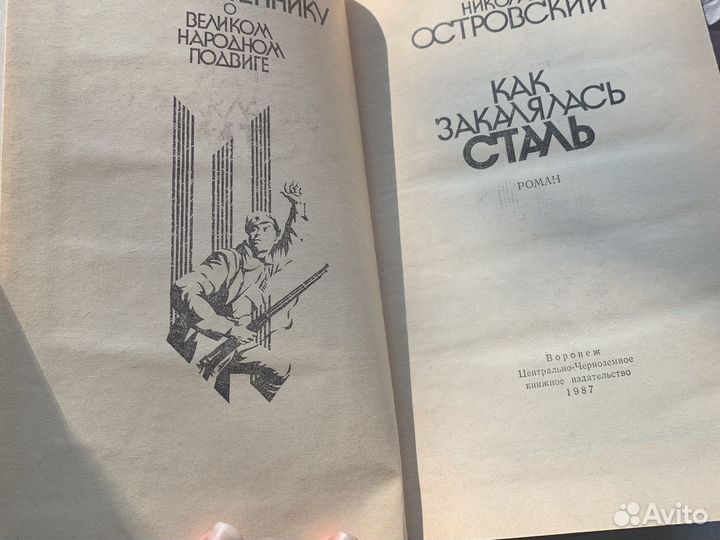 О
ВЕЛИКОМ
НАРОДНОМ
ПОДВИГЕ
ОСТРОВСКИЙ
КАК
ЗАКАЛЯЛАСЬ
СТАЛЬ
РОМАН
Воронеж
Центрально-Черноземное
книжное издательство
1987
Avito